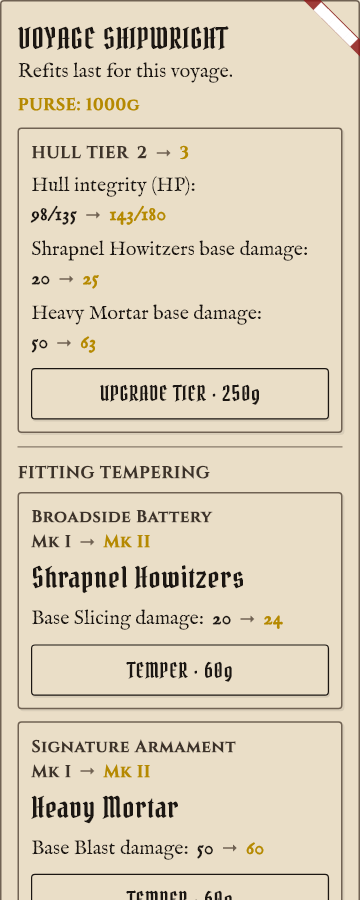 VOYAGE SHIPWRIGHT
Refits last for this voyage.
PURSE: 1000G
HULL TIER 2 → 3
Hull integrity (HP):
98/135 → 143/180
Shrapnel Howitzers base damage:
20 → 25
Heavy Mortar base damage:
50 → 63
UPGRADE TIER · 250g
FITTING TEMPERING
BROADSIDE BATTERY
MK I → MK II
Shrapnel Howitzers
Base Slicing damage: 20 → 24
TEMPER · 60g
SIGNATURE ARMAMENT
MK I → MK II
Heavy Mortar
Base Blast damage: 50 → 60
TEMPER · 60g